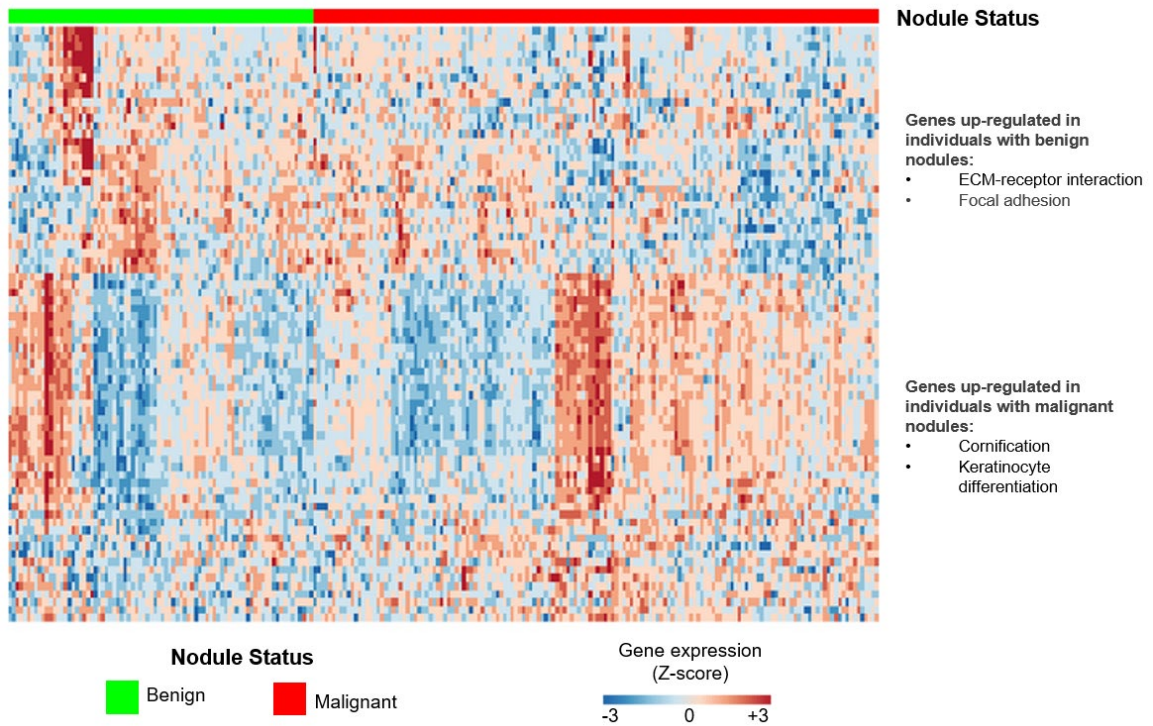 Nodule Status
Genes up-regulated in
individuals with benign
nodules:
• ECM-receptor interaction
• Focal adhesion
Genes up-regulated in
individuals with malignant
nodules:
• Cornification
• Keratinocyte
differentiation
Nodule Status
Benign
Malignant
Gene expression
(Z-score)
-3 0 +3